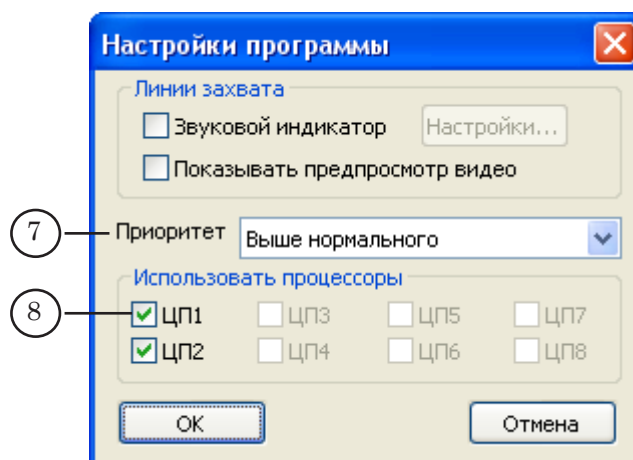 Настройки программы
Линии захвата
Звуковой индикатор Настройки...
Показывать предпросмотр видео
7 Приоритет Выше нормального
Использовать процессоры
8 ЦП1 ЦП3 ЦП5 ЦП7
ЦП2 ЦП4 ЦП6 ЦП8
ОК Отмена